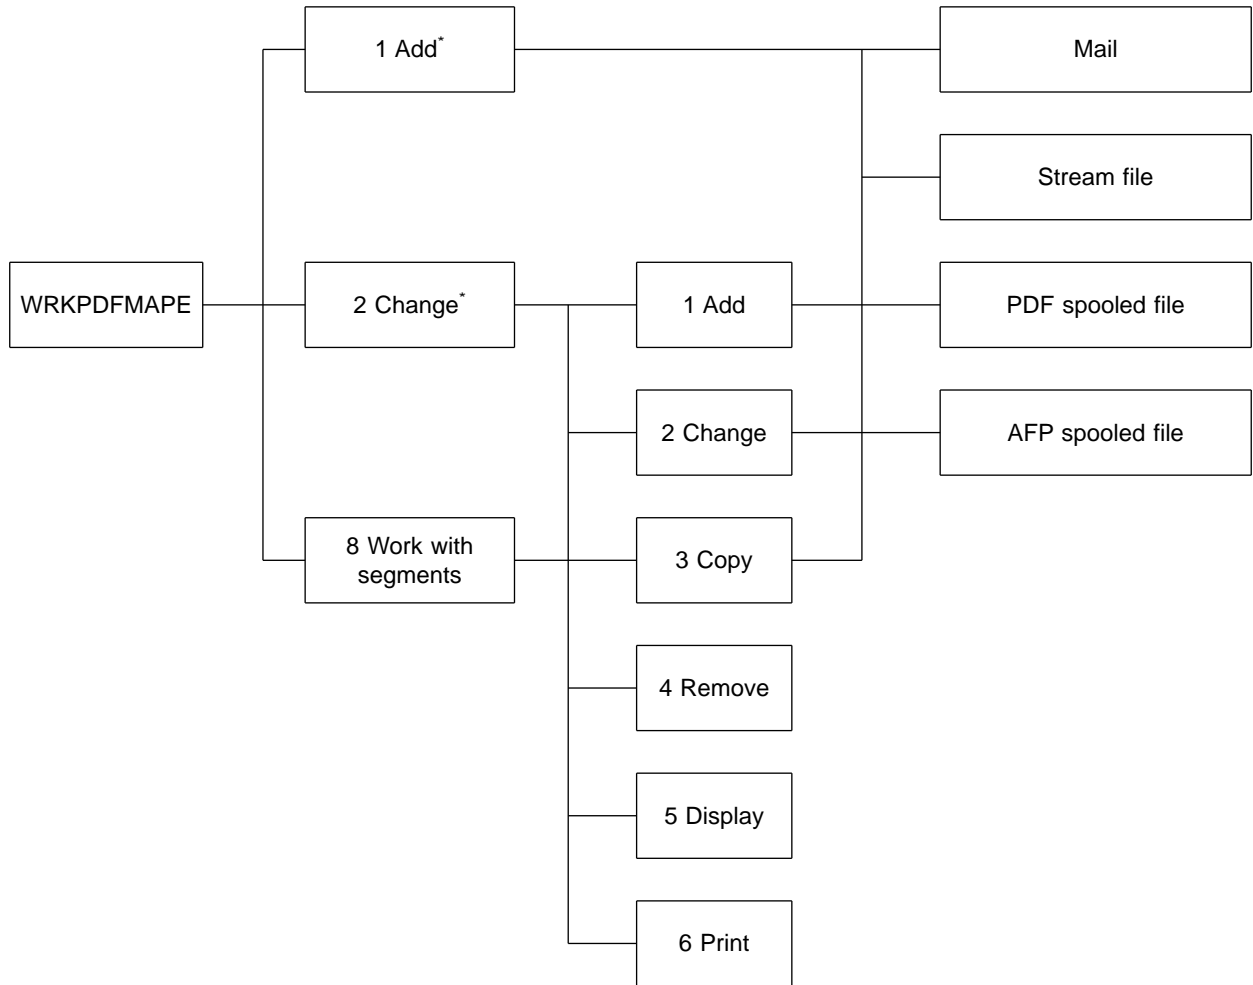 1 Add*
Mail
Stream file
WRKPDFMAPE
2 Change*
1 Add
PDF spooled file
2 Change
AFP spooled file
8 Work with
segments
3 Copy
4 Remove
5 Display
6 Print